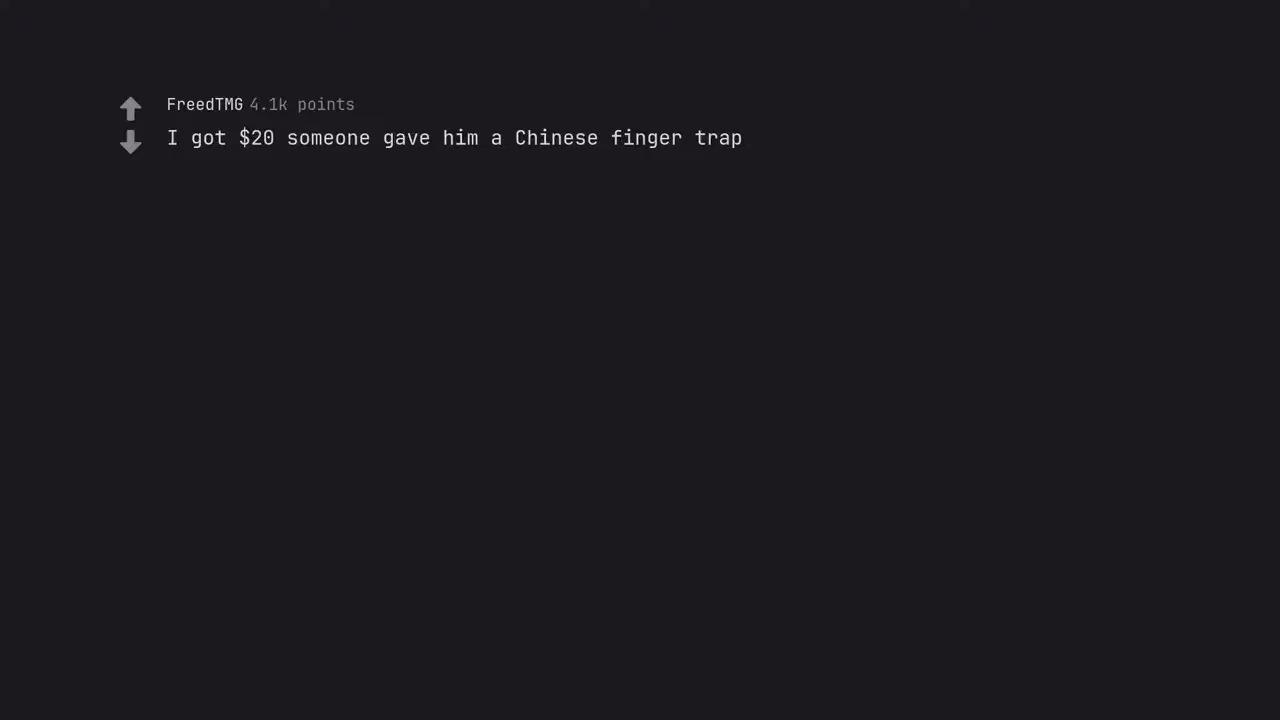 FreedTMG 4.1k points
I got $20 someone gave him a Chinese finger trap